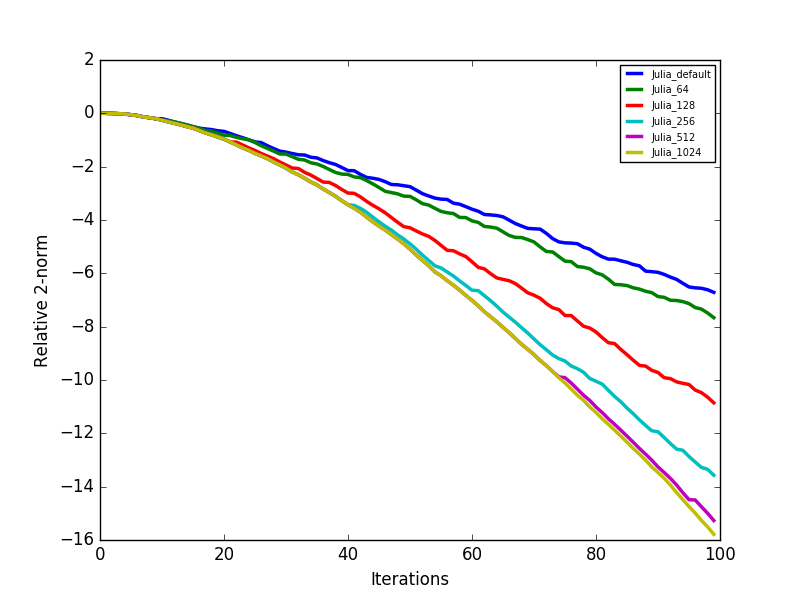 2
0
−2
−4
−6
−8
−10
−12
−14
−16
0 20 40 60 80 100
Relative 2-norm
Iterations
Julia_default
Julia_64
Julia_128
Julia_256
Julia_512
Julia_1024